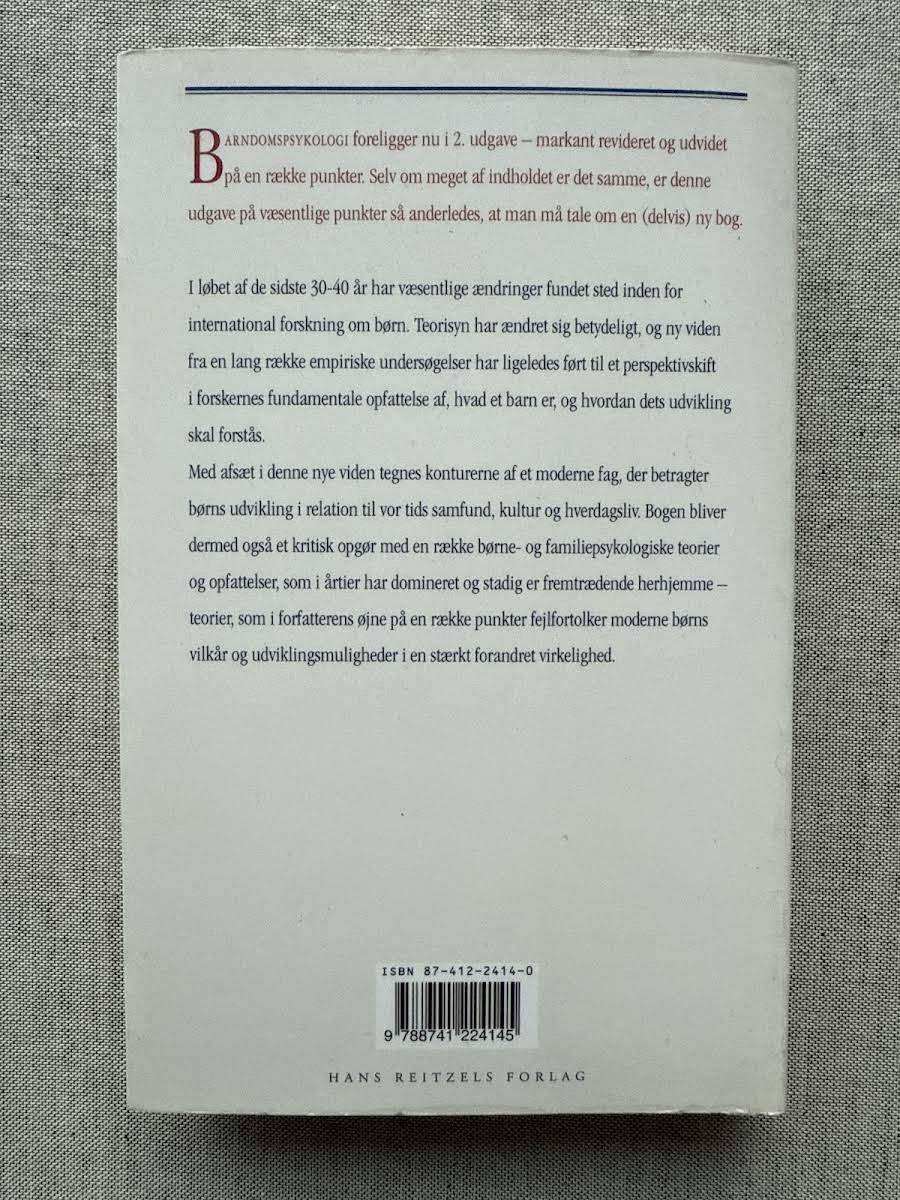 BARNDOMSPSYKOLOGI foreligger nu i 2. udgave – markant revideret og udvidet
på en række punkter. Selv om meget af indholdet er det samme, er denne
udgave på væsentlige punkter så anderledes, at man må tale om en (delvis) ny bog.
I løbet af de sidste 30-40 år har væsentlige ændringer fundet sted inden for
international forskning om børn. Teorisyn har ændret sig betydeligt, og ny viden
fra en lang række empiriske undersøgelser har ligeledes ført til et perspektivskift
i forskernes fundamentale opfattelse af, hvad et barn er, og hvordan dets udvikling
skal forstås.
Med afsæt i denne nye viden tegnes konturerne af et moderne fag, der betragter
børns udvikling i relation til vor tids samfund, kultur og hverdagsliv. Bogen bliver
dermed også et kritisk opgør med en række børne- og familiepsykologiske teorier
og opfattelser, som i årtier har domineret og stadig er fremtrædende herhjemme –
teorier, som i forfatterens øjne på en række punkter fejlfortolker moderne børns
vilkår og udviklingsmuligheder i en stærkt forandret virkelighed.
ISBN 87-412-2414-0
9 788741 224145
HANS REITZELS FORLAG